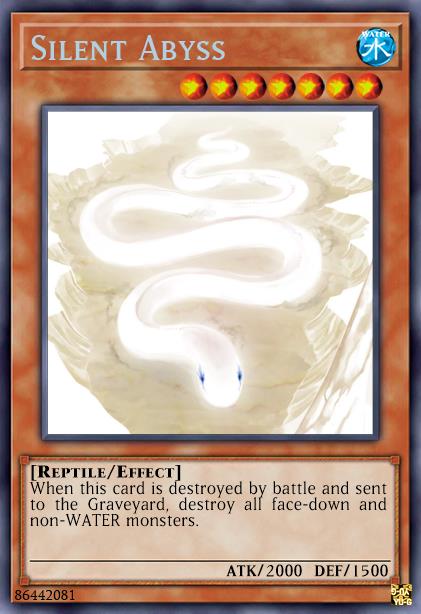 Silent Abyss
WATER
水
[Reptile/Effect]
When this card is destroyed by battle and sent
to the Graveyard, destroy all face-down and
non-WATER monsters.
ATK/2000 DEF/1500
86442081